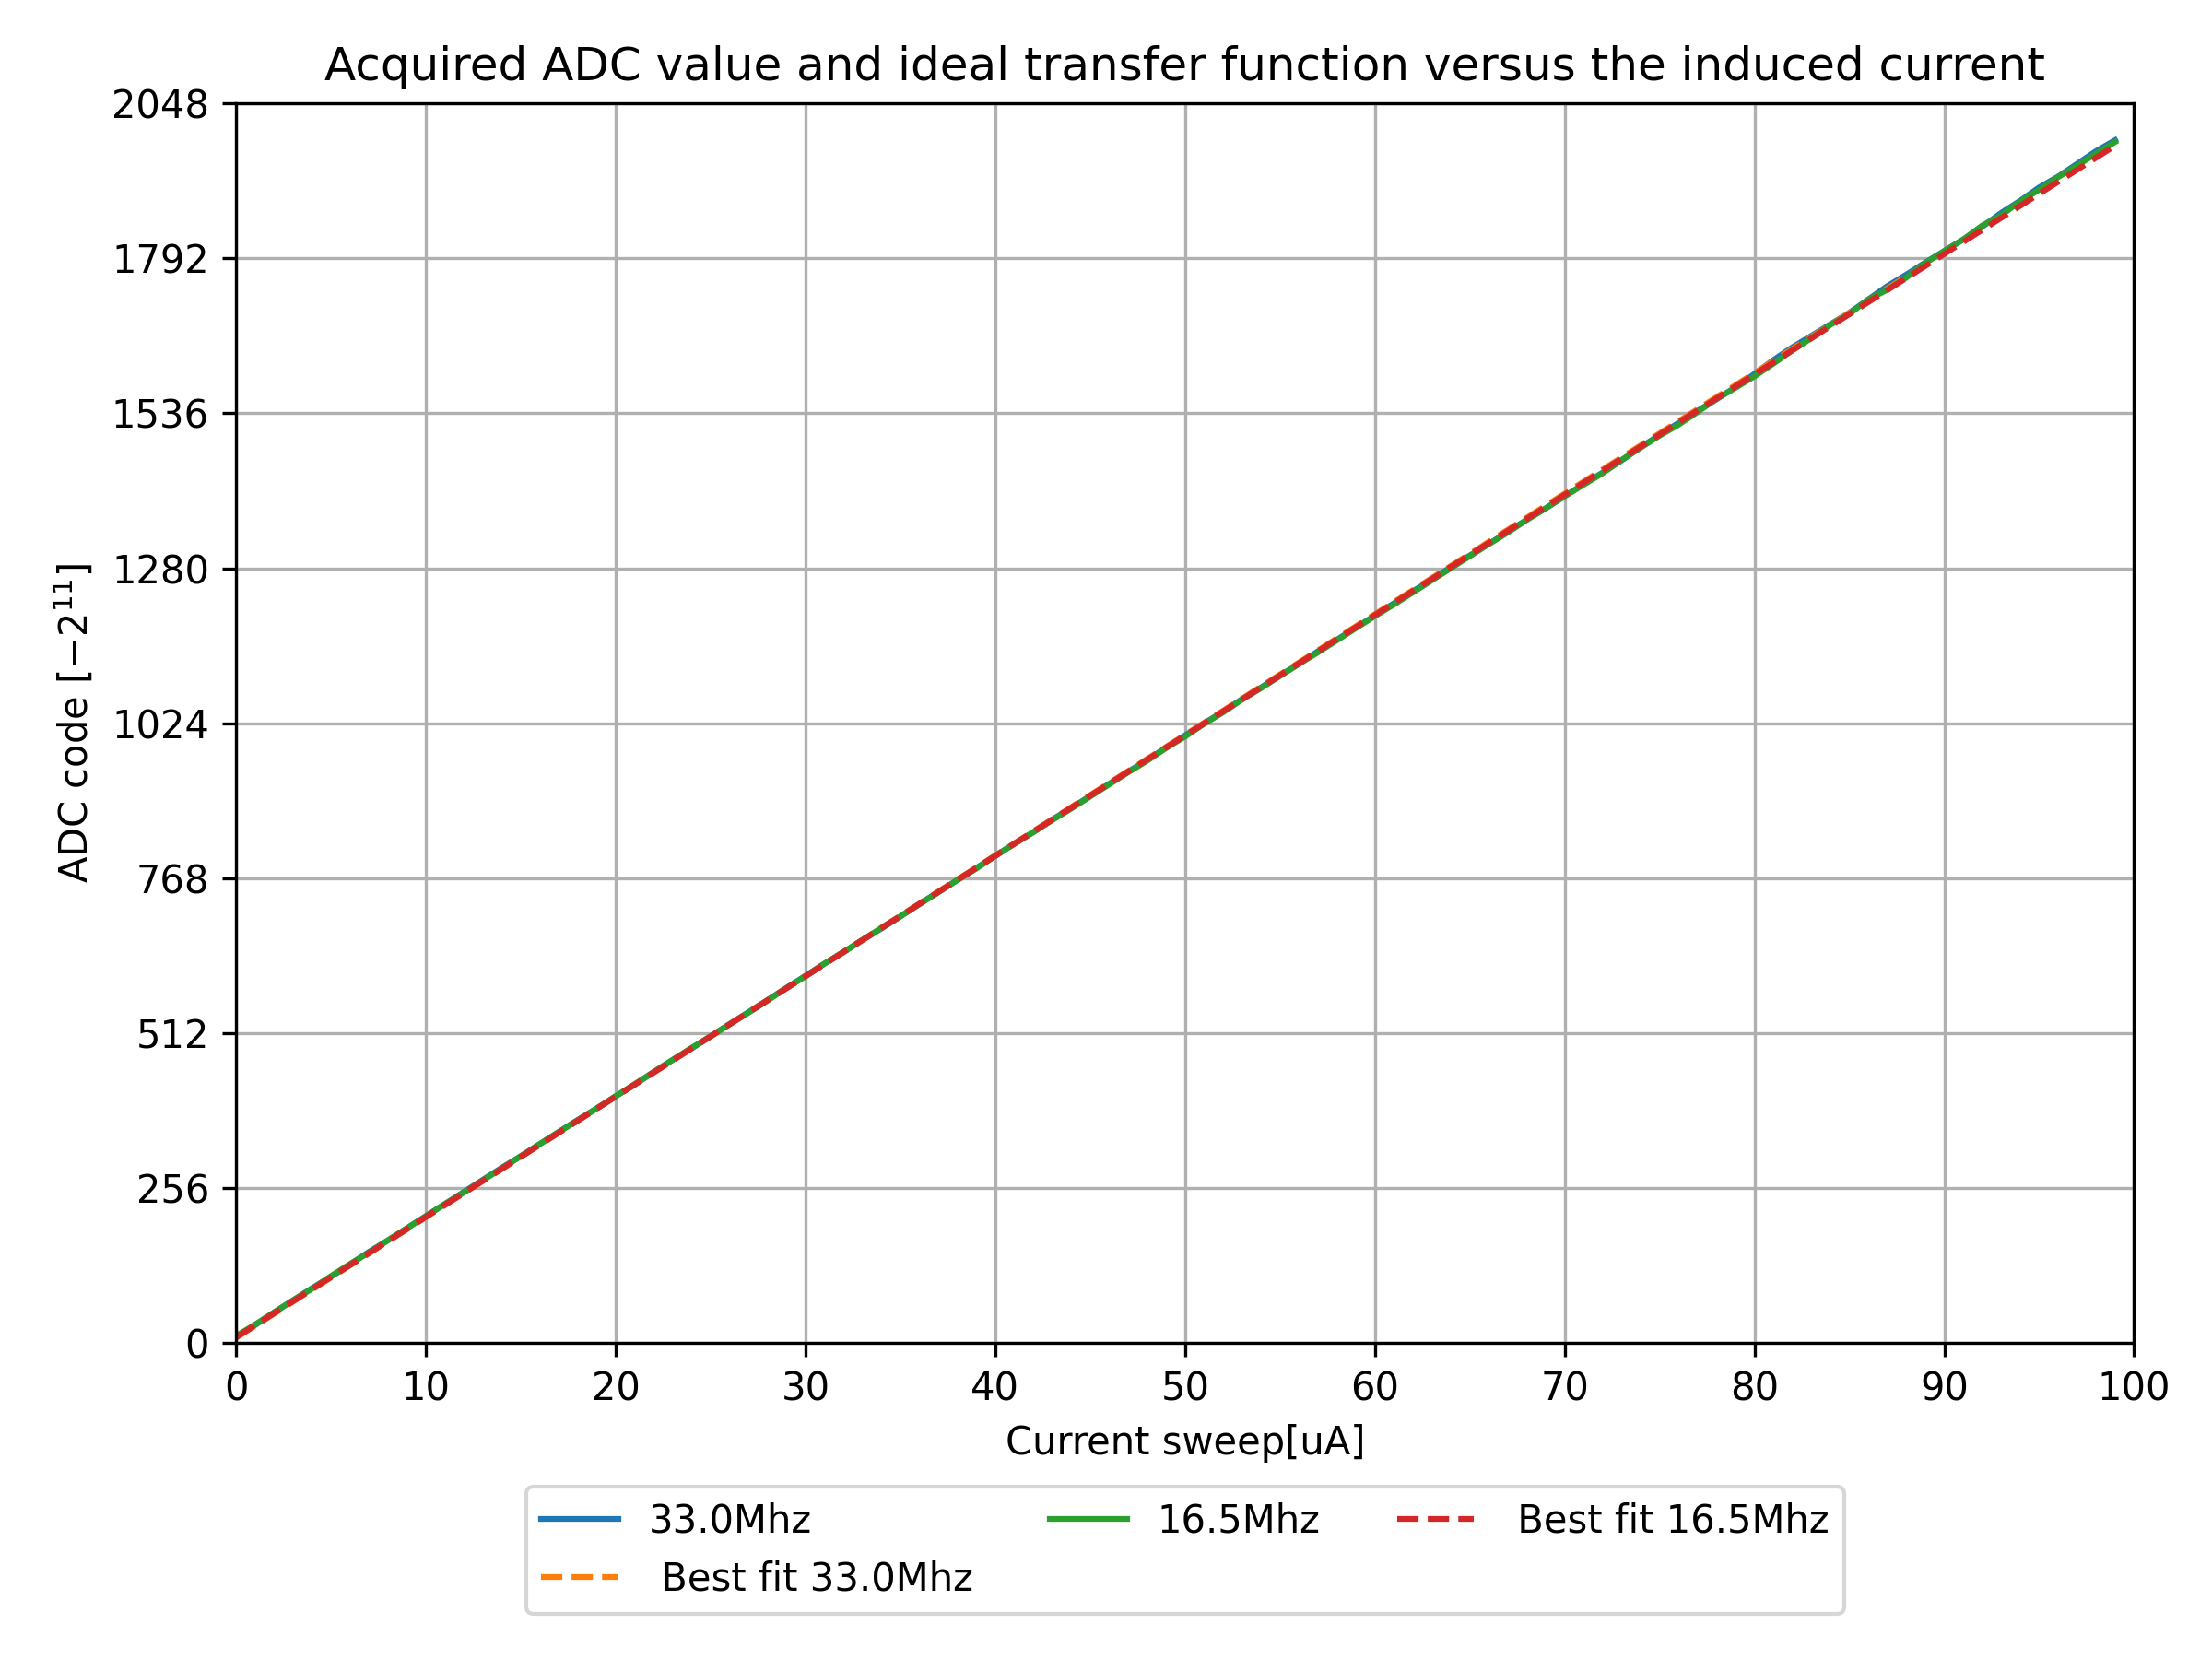 Acquired ADC value and ideal transfer function versus the induced current
2048
1792
1536
1280
1024
768
512
256
0
ADC code [−2¹¹]
0 10 20 30 40 50 60 70 80 90 100
Current sweep[uA]
33.0Mhz 16.5Mhz Best fit 16.5Mhz
Best fit 33.0Mhz